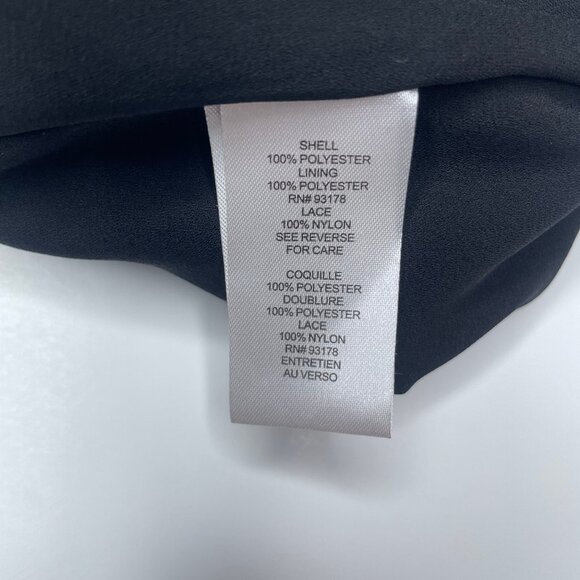 SHELL
100% POLYESTER
LINING
100% POLYESTER
RN# 93178
LACE
100% NYLON
SEE REVERSE
FOR CARE
COQUILLE
100% POLYESTER
DOUBLURE
100% POLYESTER
LACE
100% NYLON
RN# 93178
ENTRETIEN
AU VERSO